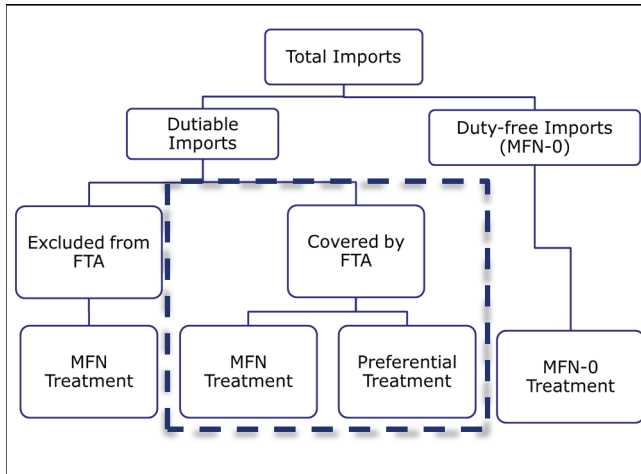 Total Imports
Dutiable
Imports
Duty-free Imports
(MFN-0)
Excluded from
FTA
Covered by
FTA
MFN
Treatment
MFN
Treatment
Preferential
Treatment
MFN-0
Treatment